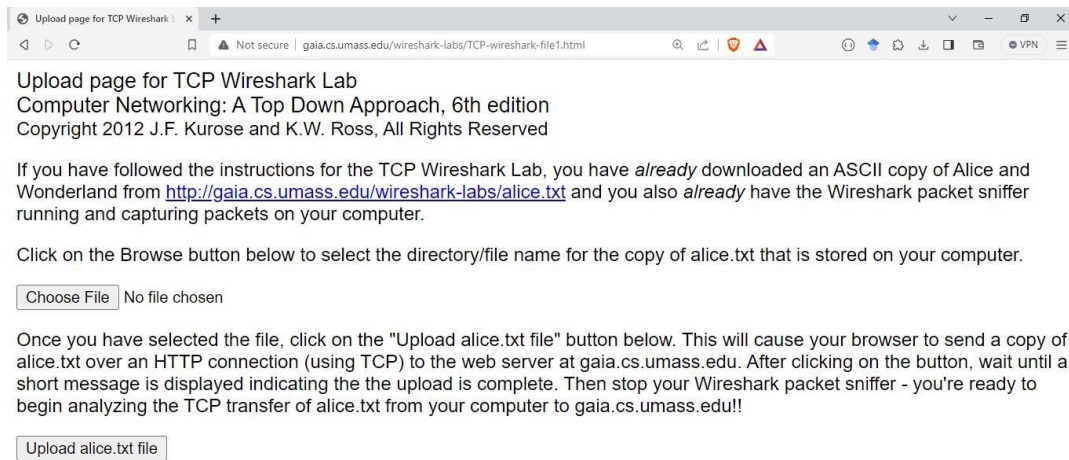 Upload page for TCP Wireshark L
Not secure gaia.cs.umass.edu/wireshark-labs/TCP-wireshark-file1.html
VPN
Upload page for TCP Wireshark Lab
Computer Networking: A Top Down Approach, 6th edition
Copyright 2012 J.F. Kurose and K.W. Ross, All Rights Reserved
If you have followed the instructions for the TCP Wireshark Lab, you have already downloaded an ASCII copy of Alice and
Wonderland from http://gaia.cs.umass.edu/wireshark-labs/alice.txt and you also already have the Wireshark packet sniffer
running and capturing packets on your computer.
Click on the Browse button below to select the directory/file name for the copy of alice.txt that is stored on your computer.
Choose File No file chosen
Once you have selected the file, click on the "Upload alice.txt file" button below. This will cause your browser to send a copy of
alice.txt over an HTTP connection (using TCP) to the web server at gaia.cs.umass.edu. After clicking on the button, wait until a
short message is displayed indicating the the upload is complete. Then stop your Wireshark packet sniffer - you're ready to
begin analyzing the TCP transfer of alice.txt from your computer to gaia.cs.umass.edu!!
Upload alice.txt file